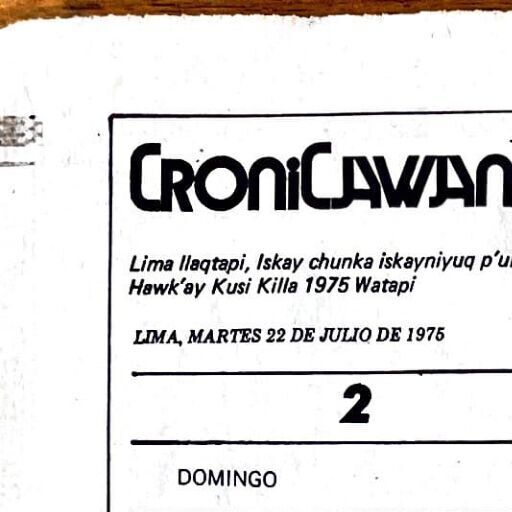 CRONiCAWAN
Lima llaqtapi, Iskay chunka iskayniyuq
Hawk'ay Kusi Killa 1975 Watapi
LIMA, MARTES 22 DE JULIO DE 1975
2
DOMINGO